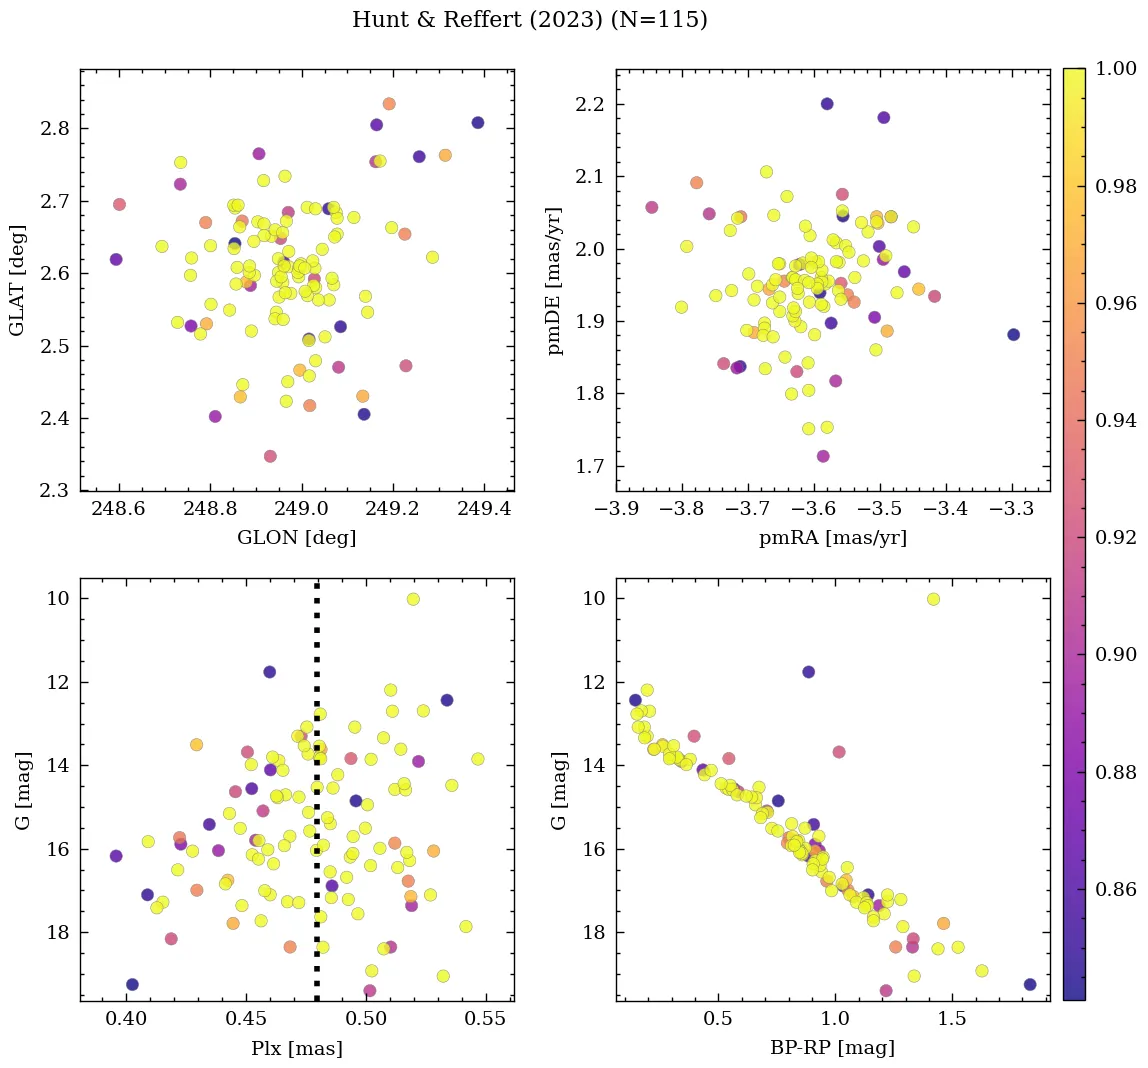 Hunt & Reffert (2023) (N=115)
2.8
2.7
2.6
2.5
2.4
2.3
GLAT [deg]
248.6 248.8 249.0 249.2 249.4
GLON [deg]
2.2
2.1
2.0
1.9
1.8
1.7
pmDE [mas/yr]
−3.9 −3.8 −3.7 −3.6 −3.5 −3.4 −3.3
pmRA [mas/yr]
1.00
0.98
0.96
0.94
0.92
0.90
0.88
0.86
10
12
14
16
18
G [mag]
0.40 0.45 0.50 0.55
Plx [mas]
10
12
14
16
18
G [mag]
0.5 1.0 1.5
BP-RP [mag]